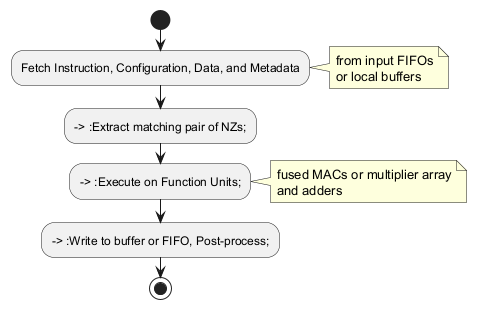 Fetch Instruction, Configuration, Data, and Metadata
from input FIFOs
or local buffers
-> :Extract matching pair of NZs;
-> :Execute on Function Units;
fused MACs or multiplier array
and adders
-> :Write to buffer or FIFO, Post-process;